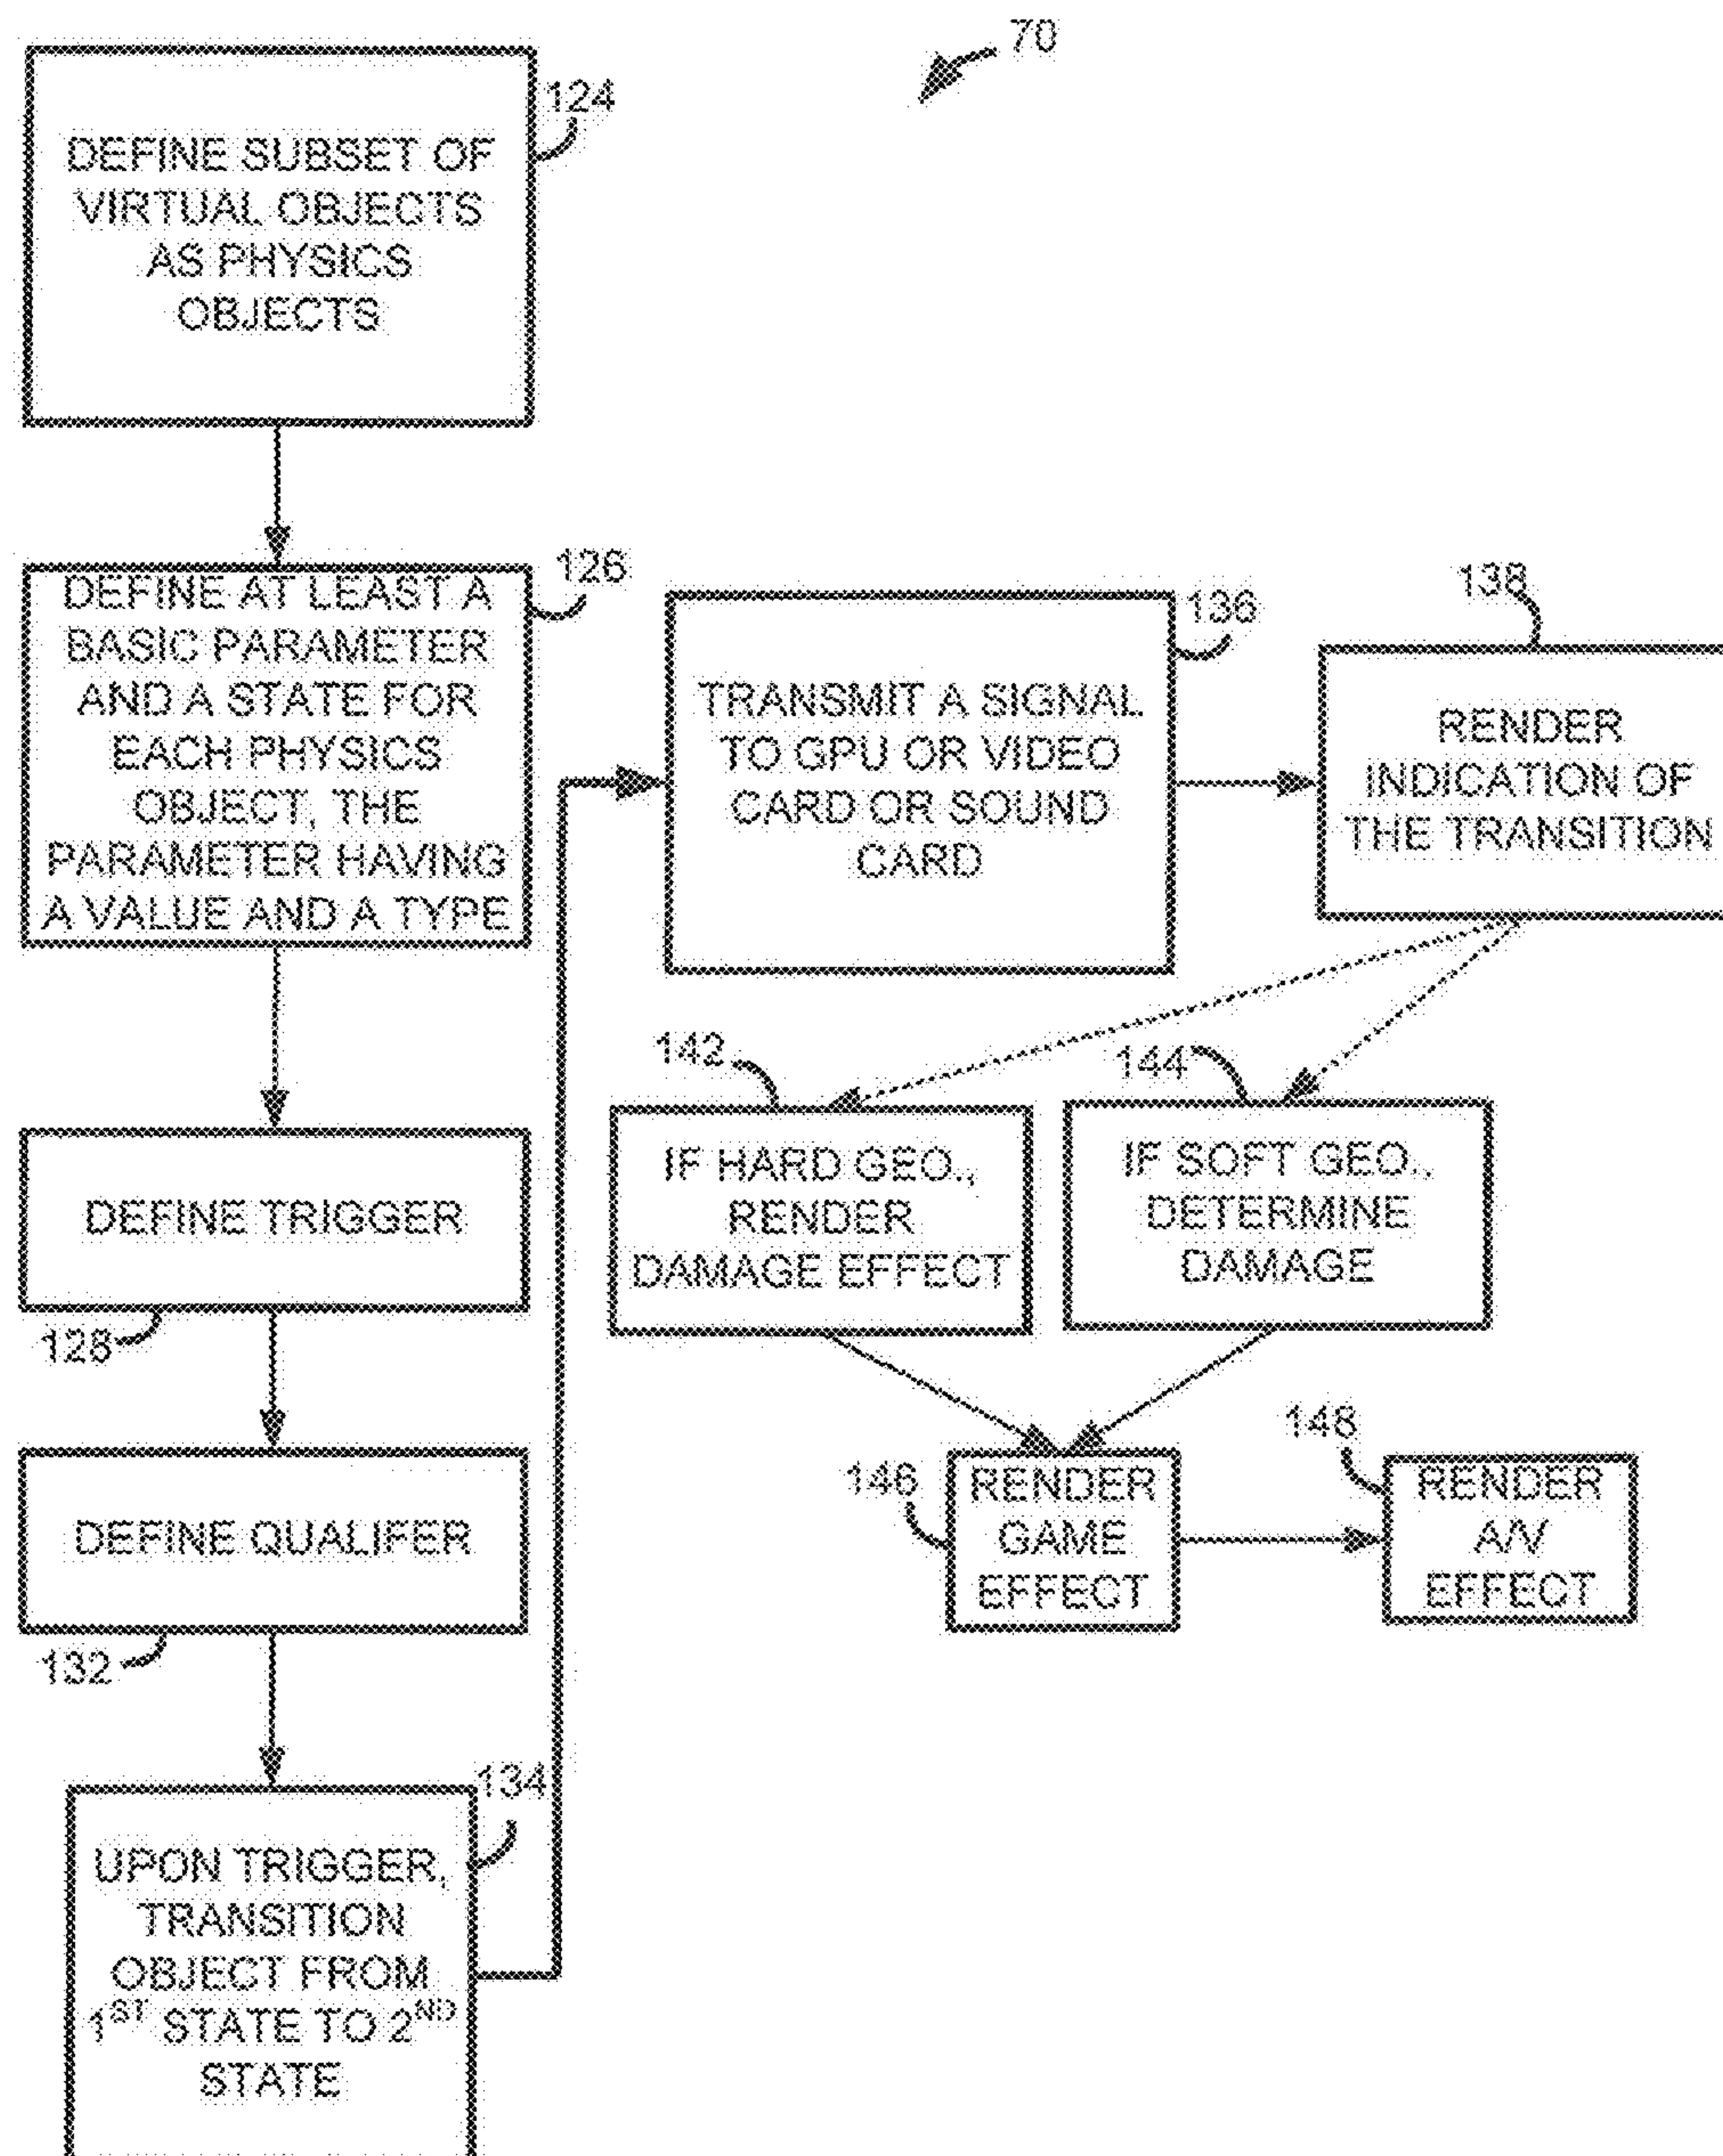 70
124
DEFINE SUBSET OF
VIRTUAL OBJECTS
AS PHYSICS
OBJECTS
126
DEFINE AT LEAST A
BASIC PARAMETER
AND A STATE FOR
EACH PHYSICS
OBJECT, THE
PARAMETER HAVING
A VALUE AND A TYPE
136
TRANSMIT A SIGNAL
TO GPU OR VIDEO
CARD OR SOUND
CARD
138
RENDER
INDICATION OF
THE TRANSITION
142
IF HARD GEO.,
RENDER
DAMAGE EFFECT
144
IF SOFT GEO.,
DETERMINE
DAMAGE
DEFINE TRIGGER
128
146
RENDER
GAME
EFFECT
148
RENDER
A/V
EFFECT
DEFINE QUALIFER
132
134
UPON TRIGGER,
TRANSITION
OBJECT FROM
1ST STATE TO 2ND
STATE